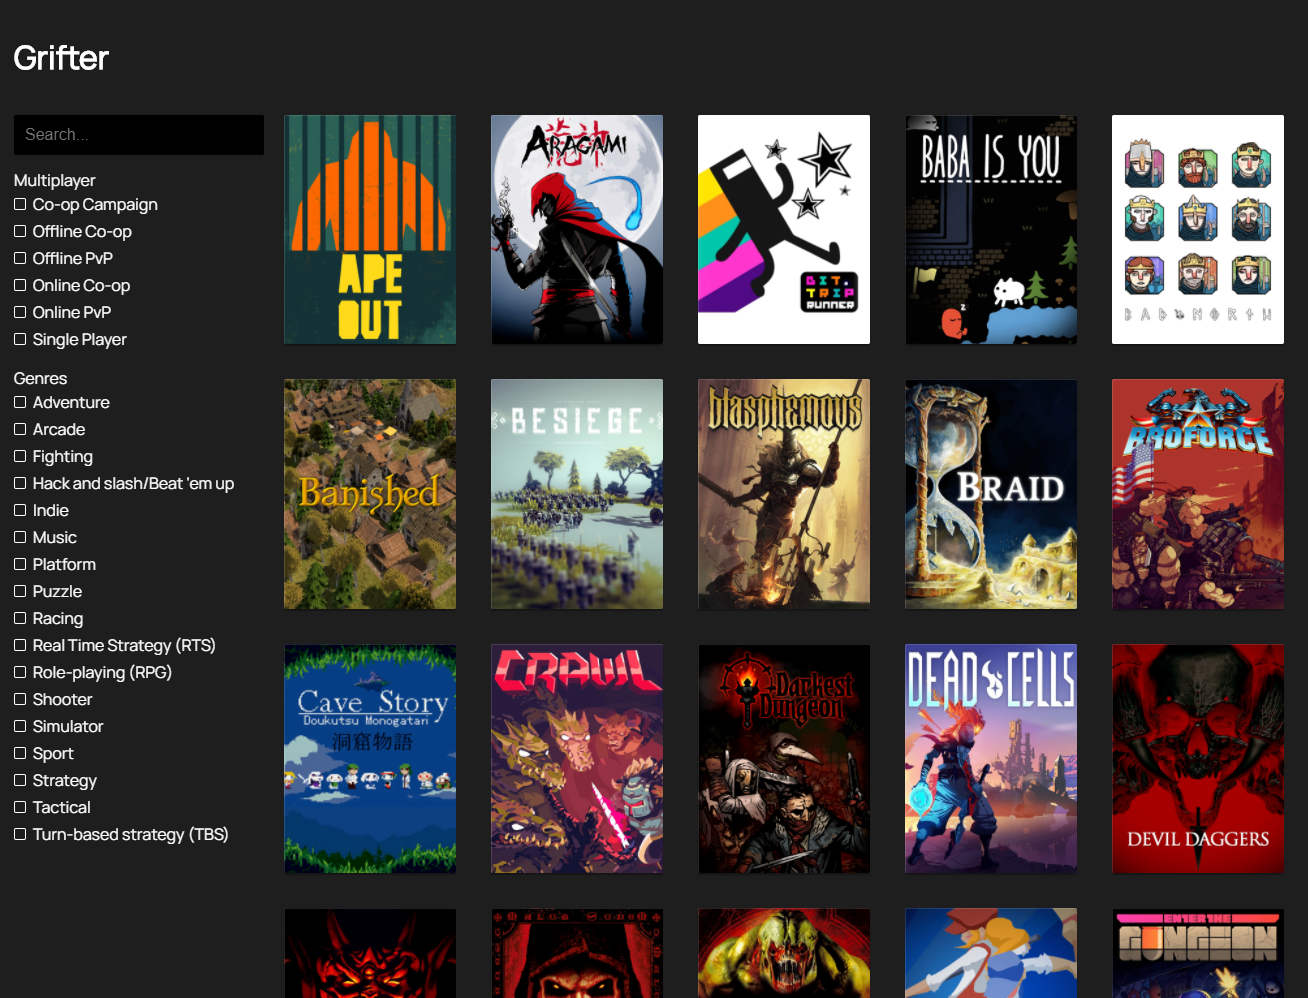 Grifter
Search...
Multiplayer
Co-op Campaign
Offline Co-op
Offline PvP
Online Co-op
Online PvP
Single Player
Genres
Adventure
Arcade
Fighting
Hack and slash/Beat 'em up
Indie
Music
Platform
Puzzle
Racing
Real Time Strategy (RTS)
Role-playing (RPG)
Shooter
Simulator
Sport
Strategy
Tactical
Turn-based strategy (TBS)
APE
OUT
ARAGAMI
BIT.
TRIP
RUNNER
BABA IS YOU
z
BAD NORTH
Banished
BESIEGE
blasphemous
BRAID
BROFORCE
Cave Story
Doukutsu Monogatari
洞窟物語
CRAWL
Darkest
Dungeon
DEAD CELLS
DEVIL DAGGERS
ENTER THE
GUNGEON